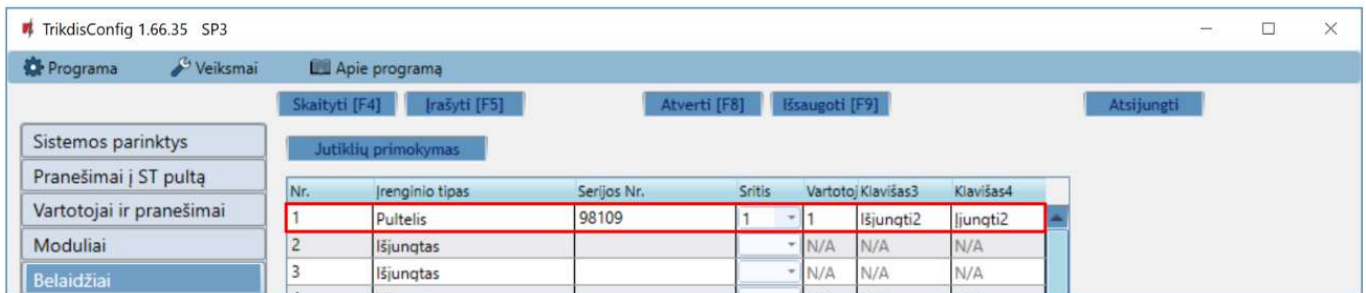 TrikdisConfig 1.66.35 SP3
Programa Veiksmai Apie programą
Skaityti [F4] Įrašyti [F5] Atverti [F8] Išsaugoti [F9] Atsijungti
Sistemos parinktys
Jutiklių primokymas
Pranešimai į ST pultą
Nr. Įrenginio tipas Serijos Nr. Sritis Vartotoj Klavišas3 Klavišas4
Vartotojai ir pranešimai
1 Pultelis 98109 1 1 Išjungti2 Įjungti2
Moduliai
2 Išjungtas N/A N/A N/A
Belaidžiai
3 Išjungtas N/A N/A N/A